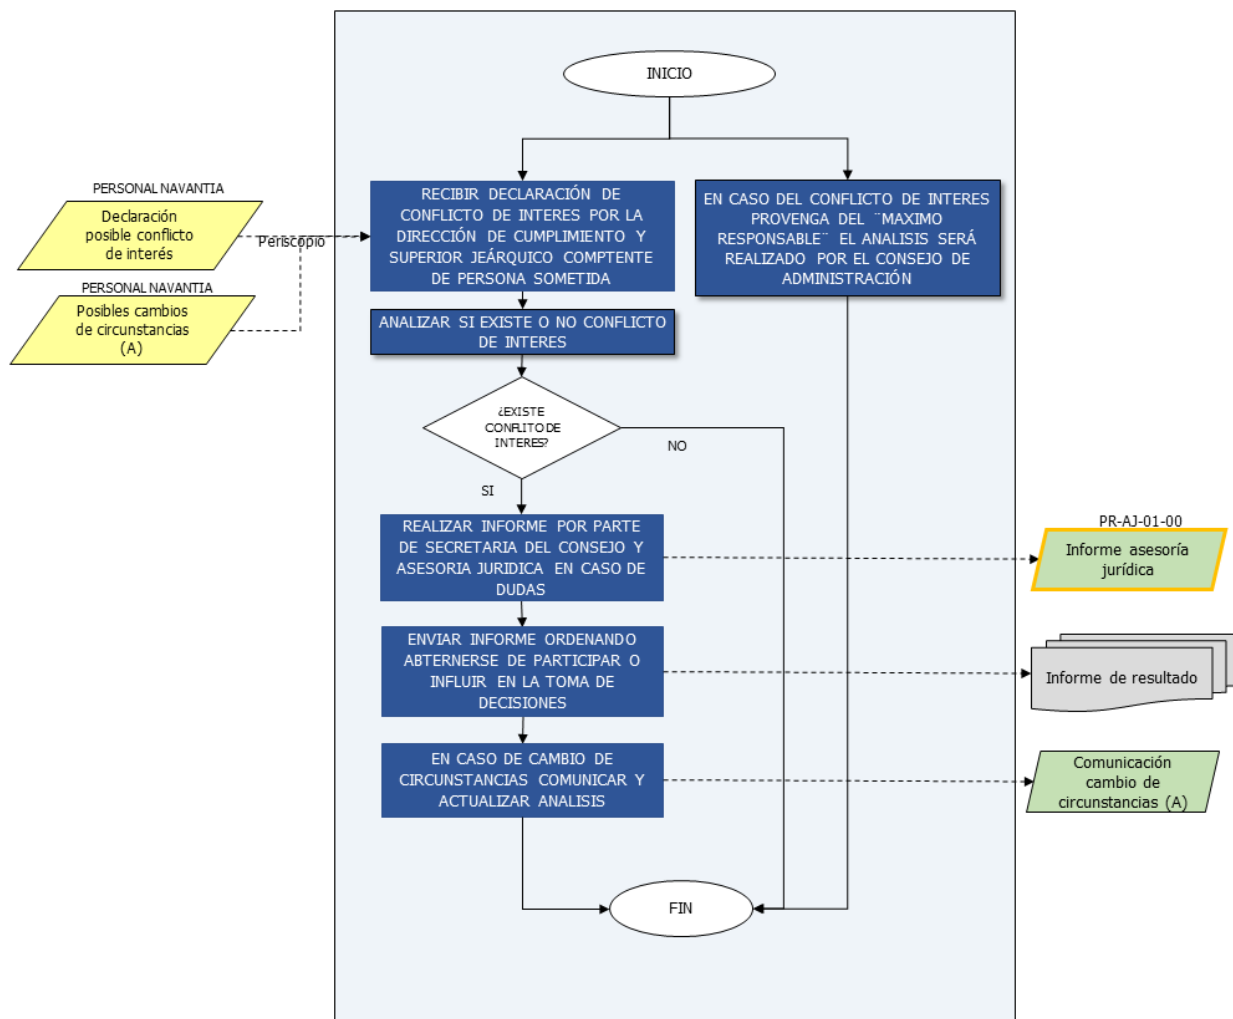 INICIO
PERSONAL NAVANTIA
Declaración
posible conflicto
de interés
Periscopio
PERSONAL NAVANTIA
Posibles cambios
de circunstancias
(A)
RECIBIR DECLARACIÓN DE
CONFLICTO DE INTERES POR LA
DIRECCIÓN DE CUMPLIMIENTO Y
SUPERIOR JEÁRQUICO COMPTENTE
DE PERSONA SOMETIDA
EN CASO DEL CONFLICTO DE INTERES
PROVENGA DEL ¨MAXIMO
RESPONSABLE¨ EL ANALISIS SERÁ
REALIZADO POR EL CONSEJO DE
ADMINISTRACIÓN
ANALIZAR SI EXISTE O NO CONFLICTO
DE INTERES
¿EXISTE
CONFLITO DE
INTERES?
NO
SI
REALIZAR INFORME POR PARTE
DE SECRETARIA DEL CONSEJO Y
ASESORIA JURIDICA EN CASO DE
DUDAS
PR-AJ-01-00
Informe asesoría
jurídica
ENVIAR INFORME ORDENANDO
ABTERNERSE DE PARTICIPAR O
INFLUIR EN LA TOMA DE
DECISIONES
Informe de resultado
EN CASO DE CAMBIO DE
CIRCUNSTANCIAS COMUNICAR Y
ACTUALIZAR ANALISIS
Comunicación
cambio de
circunstancias (A)
FIN